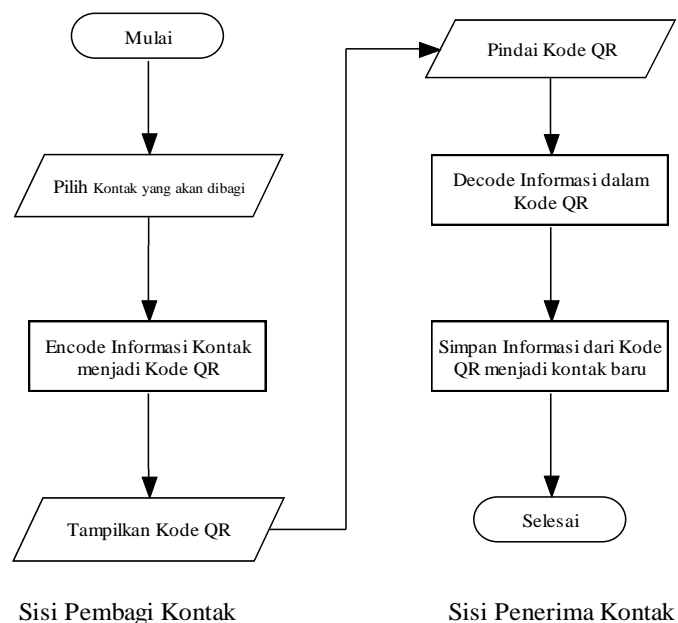 Mulai
Pilih Kontak yang akan dibagi
Encode Informasi Kontak
menjadi Kode QR
Tampilkan Kode QR
Sisi Pembagi Kontak
Pindai Kode QR
Decode Informasi dalam
Kode QR
Simpan Informasi dari Kode
QR menjadi kontak baru
Selesai
Sisi Penerima Kontak